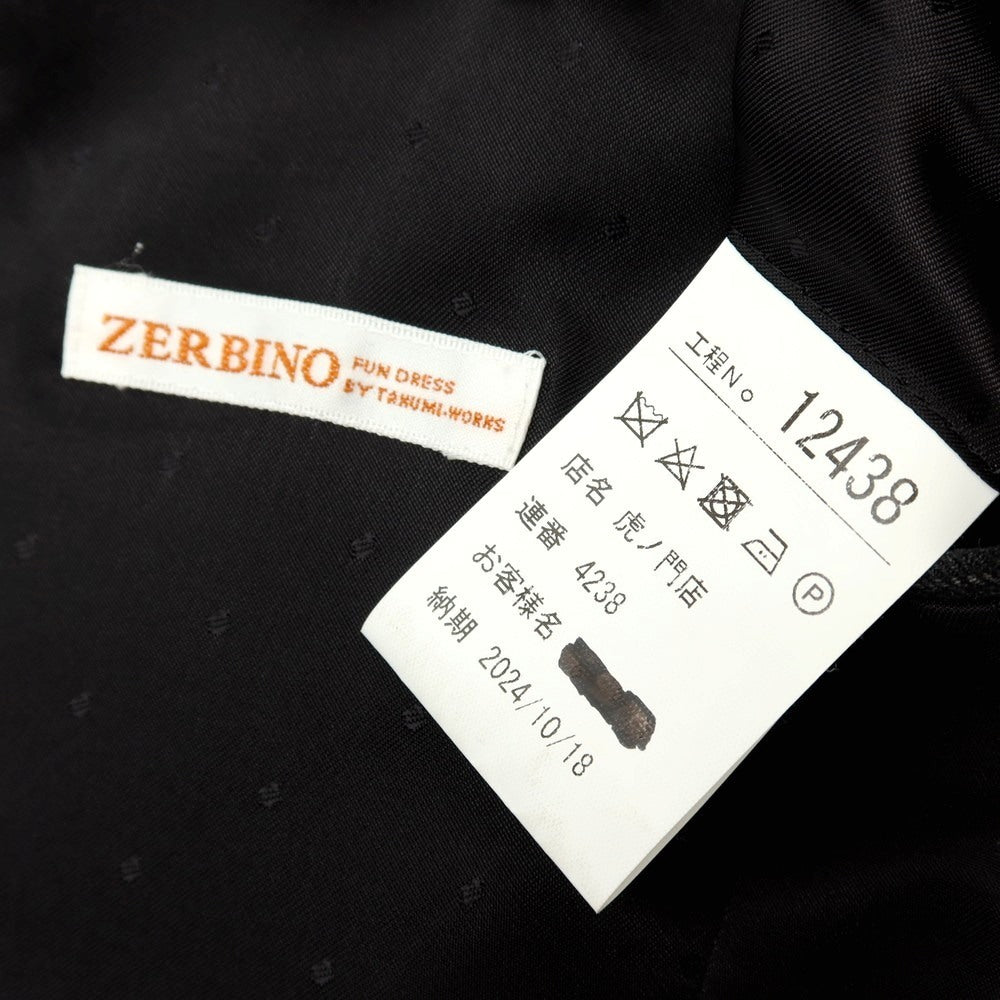 ZERBINO
FUN DRESS
BY TAKUMI-WORKS
工程No 12438
P
店名 虎ノ門店
連番 4238
お客様名
納期 2024/10/18